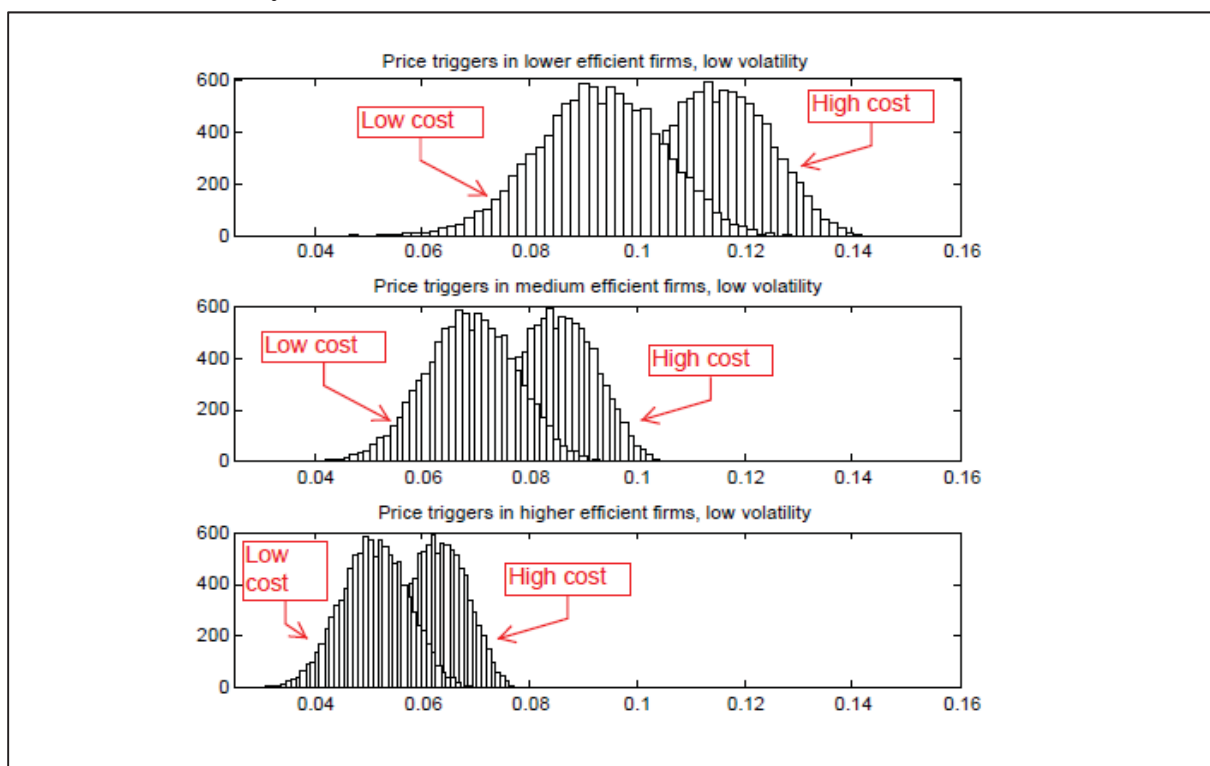 Price triggers in lower efficient firms, low volatility
600
400
200
0
Low cost
High cost
0.04 0.06 0.08 0.1 0.12 0.14 0.16
Price triggers in medium efficient firms, low volatility
600
400
200
0
Low cost
High cost
0.04 0.06 0.08 0.1 0.12 0.14 0.16
Price triggers in higher efficient firms, low volatility
600
400
200
0
Low
cost
High cost
0.04 0.06 0.08 0.1 0.12 0.14 0.16